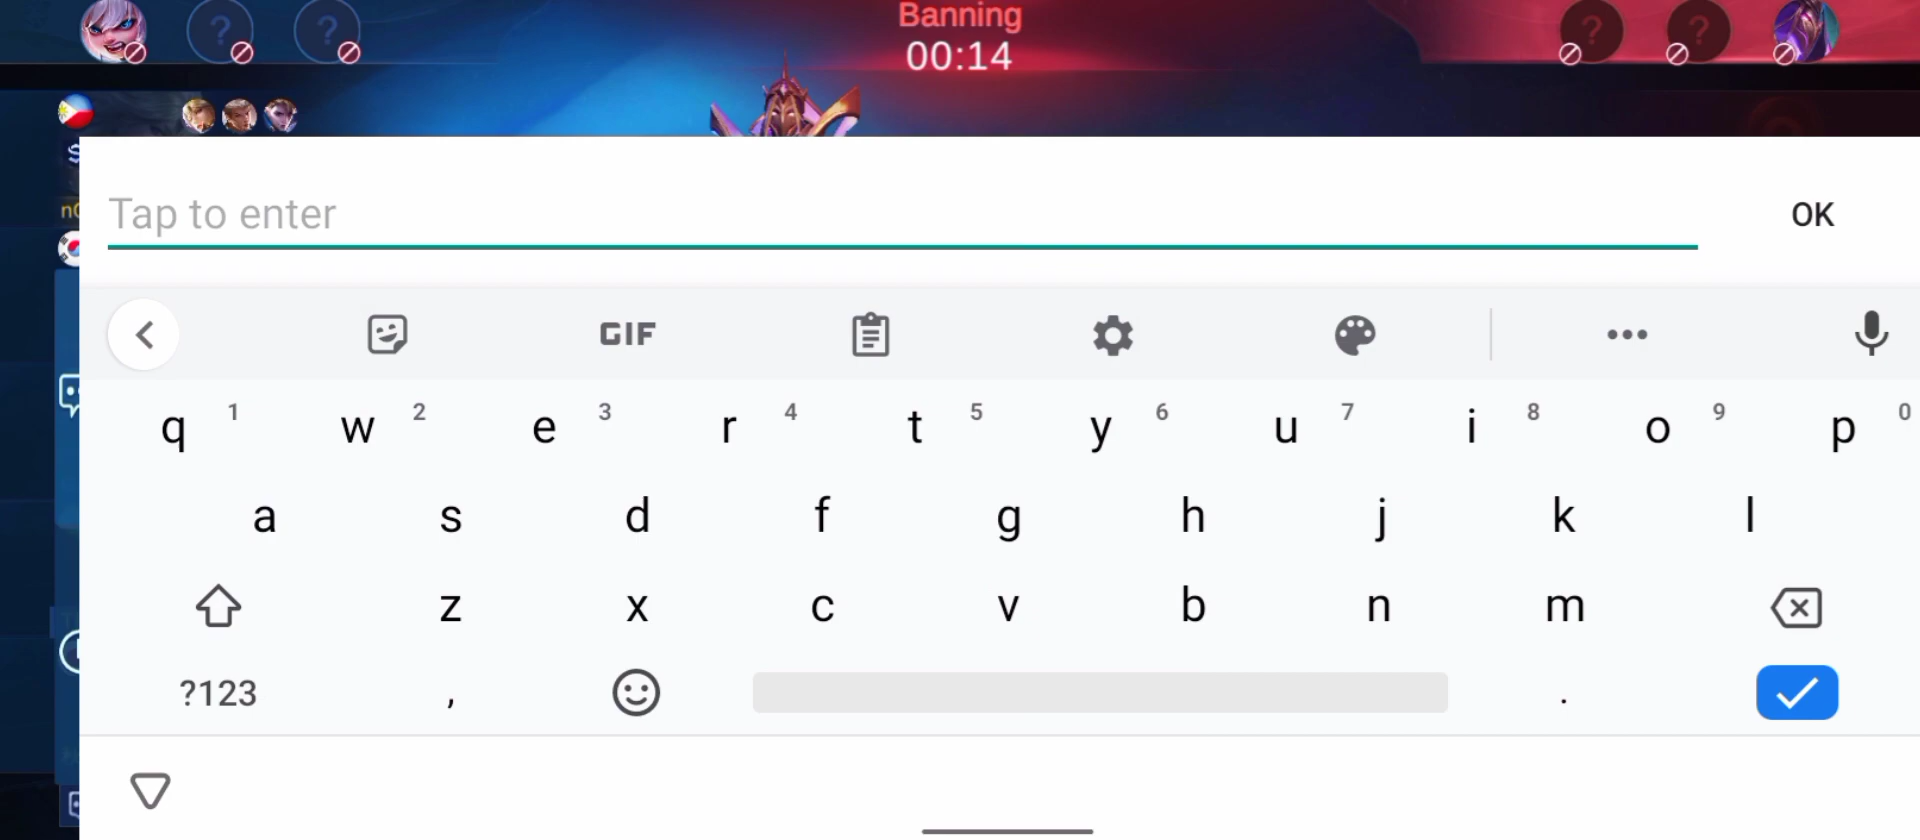 Banning
00:14
? ? ? ?
Tap to enter
OK
GIF
q 1 w 2 e 3 r 4 t 5 y 6 u 7 i 8 o 9 p 0
a s d f g h j k l
z x c v b n m
?123 , .